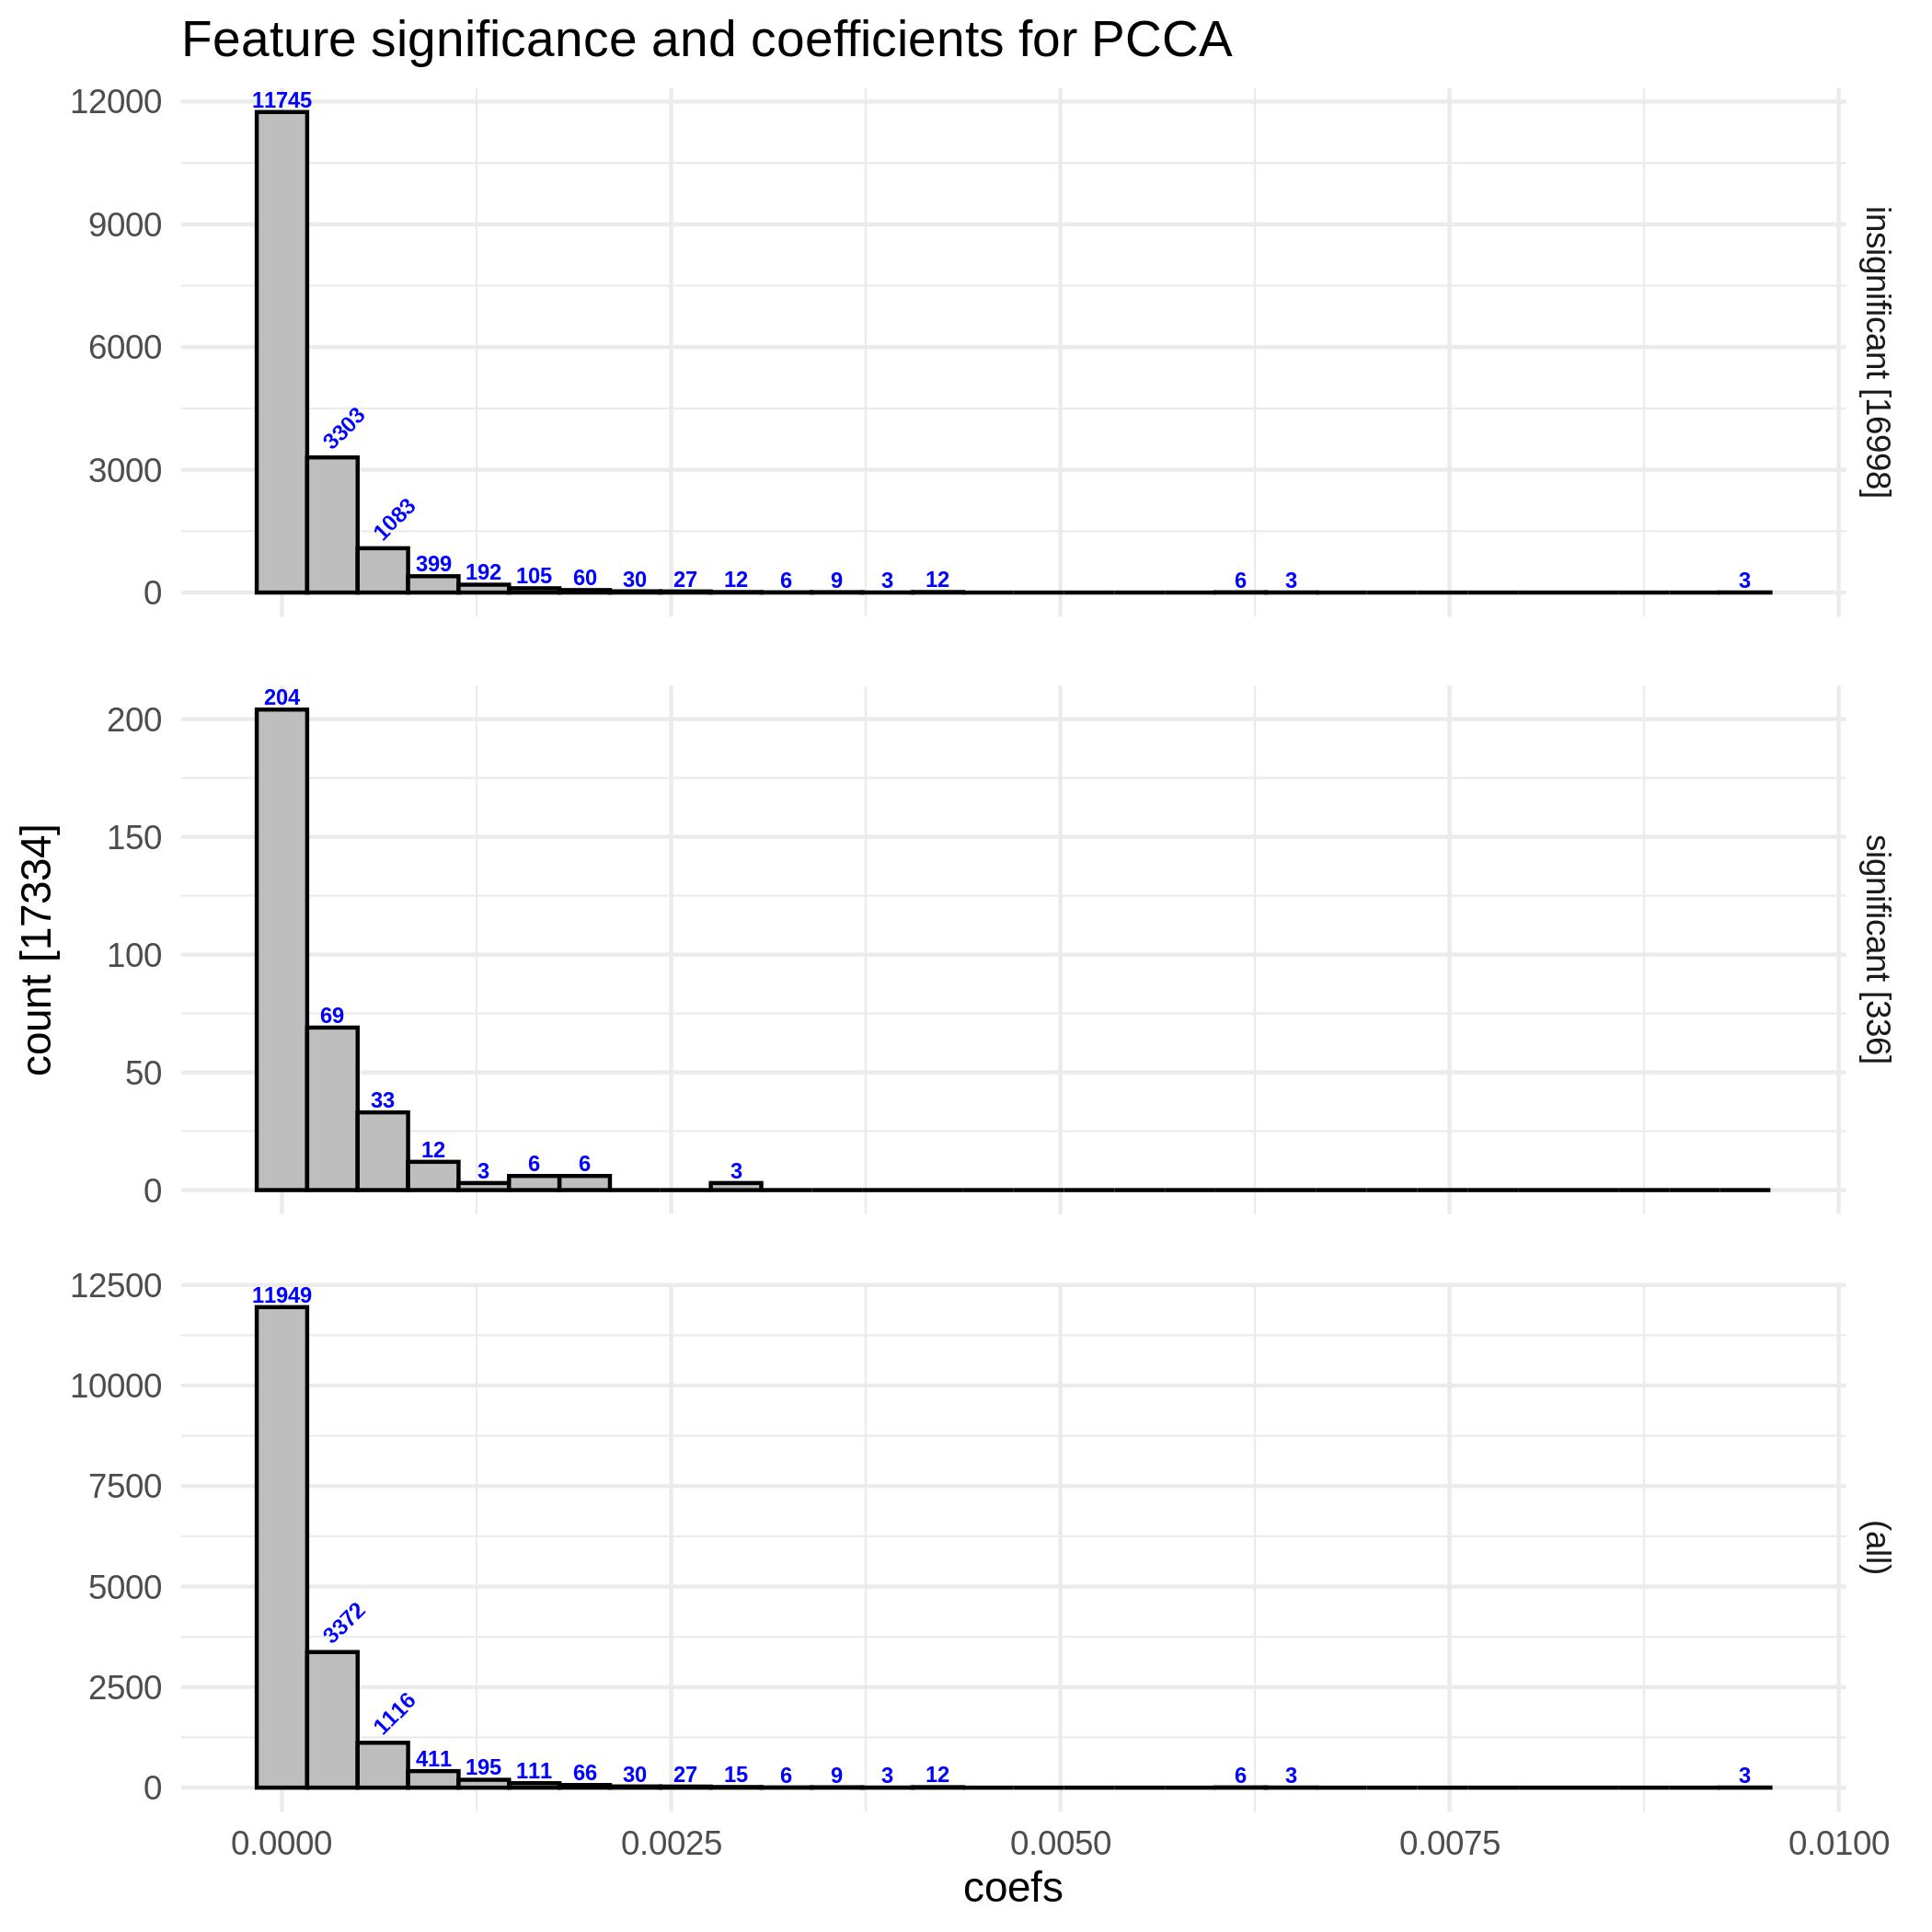 Feature significance and coefficients for PCCA
12000
9000
6000
3000
0
11745
3303
1083
399 192 105 60 30 27 12 6 9 3 12 6 3 3
insignificant [16998]
count [17334]
200
150
100
50
0
204
69
33
12 3 6 6 3
significant [336]
12500
10000
7500
5000
2500
0
11949
3372
1116
411 195 111 66 30 27 15 6 9 3 12 6 3 3
(all)
0.0000 0.0025 0.0050 0.0075 0.0100
coefs